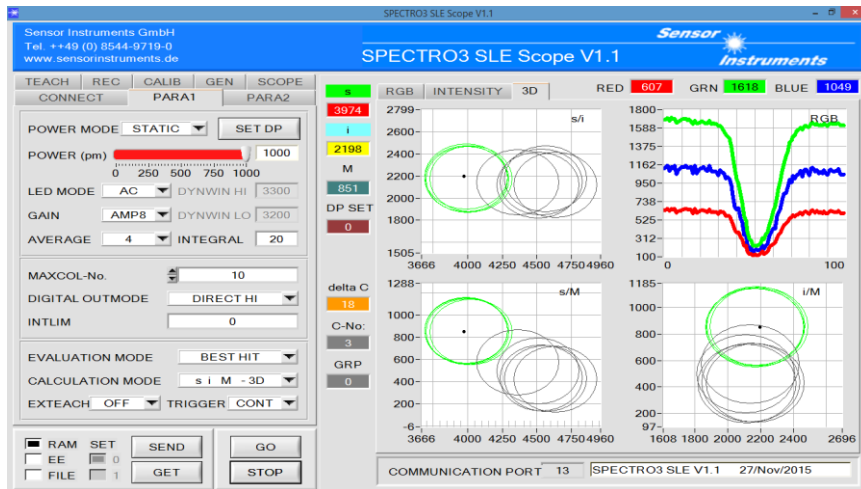 SPECTRO3 SLE Scope V1.1
Sensor Instruments GmbH
Tel. ++49 (0) 8544-9719-0
www.sensorinstruments.de
SPECTRO3 SLE Scope V1.1
Sensor
Instruments
TEACH REC CALIB GEN SCOPE
CONNECT PARA1 PARA2
POWER MODE STATIC SET DP
POWER (pm) 1000
0 250 500 750 1000
LED MODE AC DYNWIN HI 3300
GAIN AMP8 DYNWIN LO 3200
AVERAGE 4 INTEGRAL 20
MAXCOL-No. 10
DIGITAL OUTMODE DIRECT HI
INTLIM 0
EVALUATION MODE BEST HIT
CALCULATION MODE s i M - 3D
EXTEACH OFF TRIGGER CONT
RAM SET SEND GO
EE 0
FILE 1 GET STOP
s
3974
i
2198
M
851
DP SET
0
delta C
18
C-No:
3
GRP
0
RGB INTENSITY 3D RED 607 GRN 1618 BLUE 1049
s/i
2799-
2600-
2400-
2200-
2000-
1800-
1505-
3666 4000 4250 4500 4750 4960
RGB
1800-
1588-
1375-
1162-
950-
738-
525-
312-
100-
0 100
s/M
1288-
1000-
800-
600-
400-
200-
-6-
3666 4000 4250 4500 4750 4960
i/M
1185-
1000-
800-
600-
400-
200-
97-
1608 1800 2000 2200 2400 2696
COMMUNICATION PORT 13 SPECTRO3 SLE V1.1 27/Nov/2015